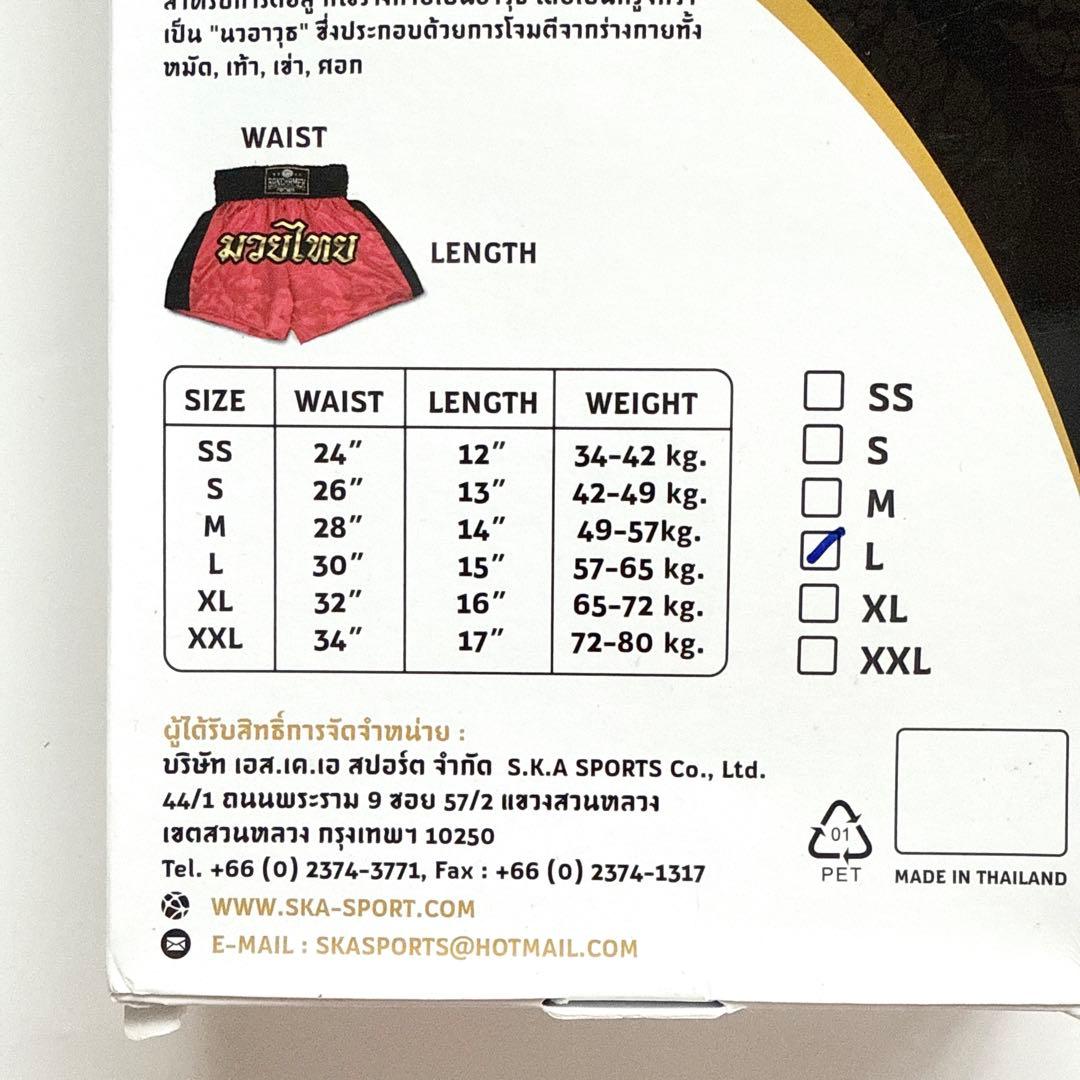 เป็น "นวอาวุธ" ซึ่งประกอบด้วยการโจมตีจากร่างกายทั้ง
หมัด, เท้า, เข่า, ศอก
WAIST
มวยไทย
LENGTH
SIZE WAIST LENGTH WEIGHT
SS 24" 12" 34-42 kg.
S 26" 13" 42-49 kg.
M 28" 14" 49-57kg.
L 30" 15" 57-65 kg.
XL 32" 16" 65-72 kg.
XXL 34" 17" 72-80 kg.
SS
S
M
L
XL
XXL
ผู้ได้รับสิทธิ์การจัดจำหน่าย :
บริษัท เอส.เค.เอ สปอร์ต จำกัด S.K.A SPORTS Co., Ltd.
44/1 ถนนพระราม 9 ซอย 57/2 แขวงสวนหลวง
เขตสวนหลวง กรุงเทพฯ 10250
Tel. +66 (0) 2374-3771, Fax : +66 (0) 2374-1317
WWW.SKA-SPORT.COM
E-MAIL : SKASPORTS@HOTMAIL.COM
01
PET
MADE IN THAILAND